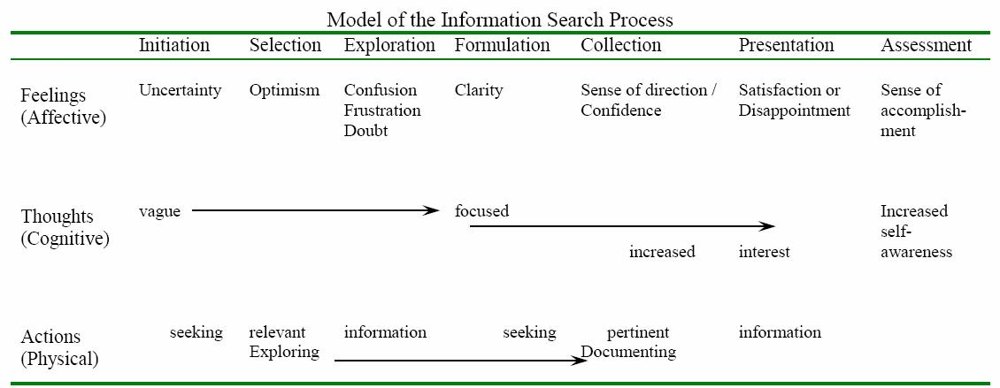 Model of the Information Search Process
Initiation Selection Exploration Formulation Collection Presentation Assessment
Feelings (Affective)
Uncertainty
Optimism
Confusion
Frustration
Doubt
Clarity
Sense of direction /
Confidence
Satisfaction or
Disappointment
Sense of
accomplish-
ment
Thoughts
(Cognitive)
vague
focused
increased interest
Increased
self-
awareness
Actions
(Physical)
seeking relevant information seeking pertinent information
Exploring Documenting